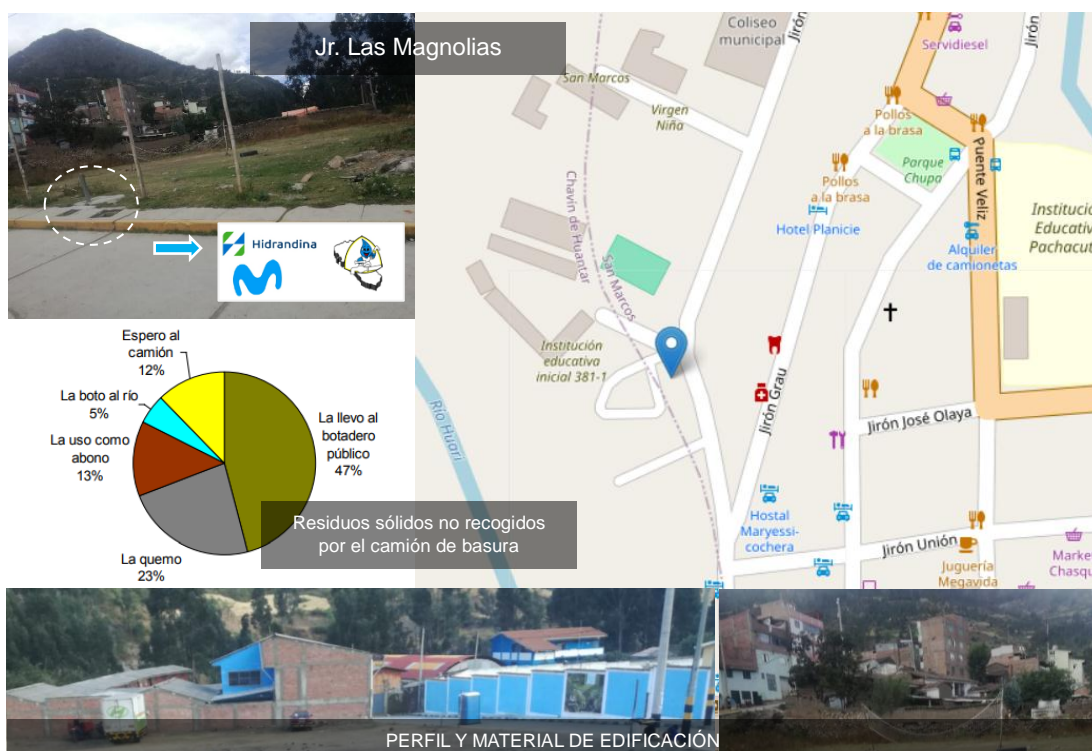 Jr. Las Magnolias
Hidrandina
Espero al
camión
12%
La boto al río
5%
La uso como
abono
13%
La quemo
23%
La llevo al
botadero
público
47%
Residuos sólidos no recogidos
por el camión de basura
Coliseo
municipal
Jirón
Servidiesel
Jirón
San Marcos
Virgen
Niña
Pollos
a la brasa
Parque
Chupa
Puente Veliz
Pollos
a la brasa
Hotel Planicie
Alquiler
de camionetas
Institució
Educativa
Pachacut
Chavín de Huantar
San Marcos
Institución
educativa
inicial 381-1
Río Huari
Jirón Grau
Jirón José Olaya
Hostal
Maryessi-
cochera
Jirón Unión
Juguería
Megavida
Marke
Chasqu
PERFIL Y MATERIAL DE EDIFICACIÓN